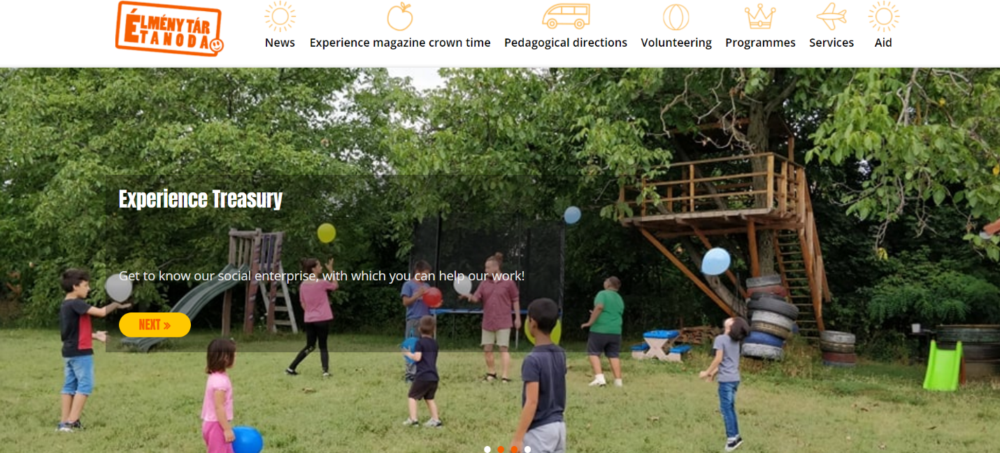 ÉLMÉNY TÁR
TANODA
News
Experience magazine crown time
Pedagogical directions
Volunteering
Programmes
Services
Aid
Experience Treasury
Get to know our social enterprise, with which you can help our work!
NEXT »